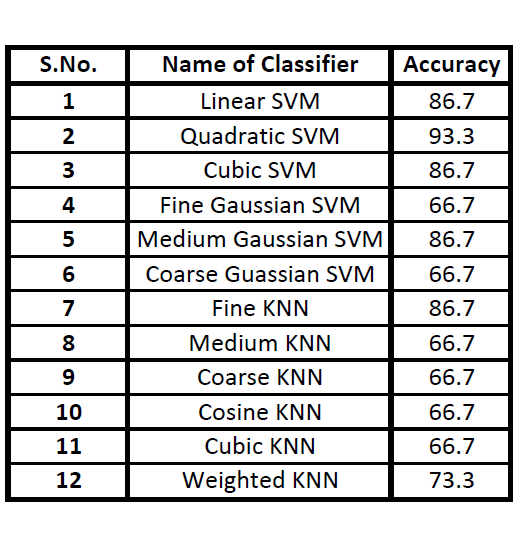 S.No. Name of Classifier Accuracy
1 Linear SVM 86.7
2 Quadratic SVM 93.3
3 Cubic SVM 86.7
4 Fine Gaussian SVM 66.7
5 Medium Gaussian SVM 86.7
6 Coarse Guassian SVM 66.7
7 Fine KNN 86.7
8 Medium KNN 66.7
9 Coarse KNN 66.7
10 Cosine KNN 66.7
11 Cubic KNN 66.7
12 Weighted KNN 73.3